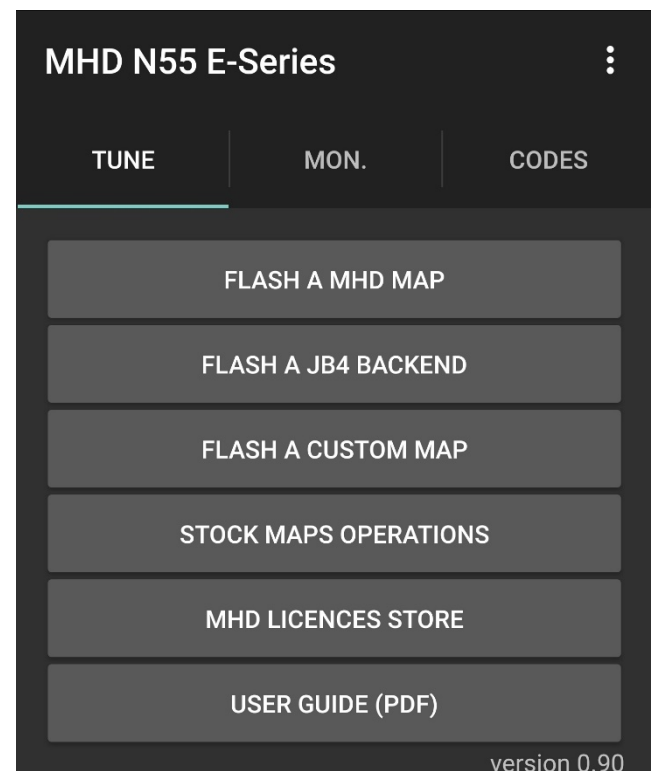 MHD N55 E-Series
TUNE MON. CODES
FLASH A MHD MAP
FLASH A JB4 BACKEND
FLASH A CUSTOM MAP
STOCK MAPS OPERATIONS
MHD LICENCES STORE
USER GUIDE (PDF)
version 0.90